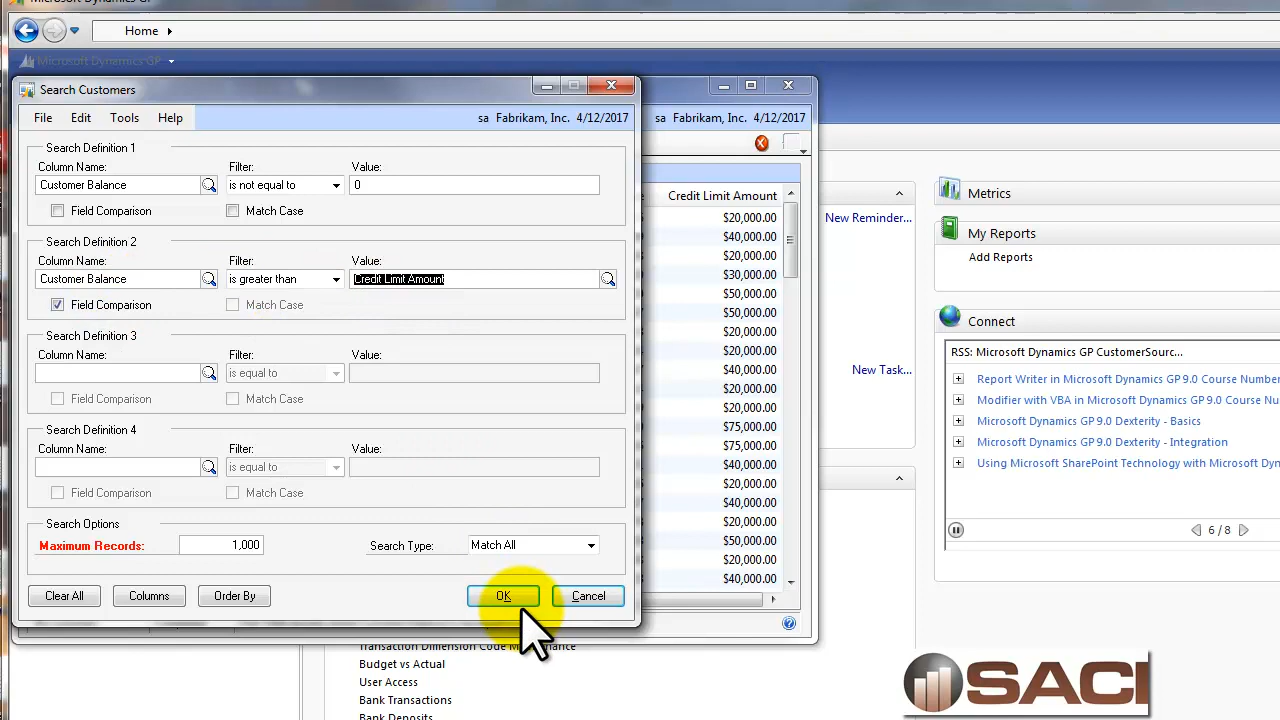 Microsoft Dynamics GP
Home
Microsoft Dynamics GP
Search Customers
File Edit Tools Help
sa Fabrikam, Inc. 4/12/2017
sa Fabrikam, Inc. 4/12/2017
Search Definition 1
Column Name: Filter: Value:
Customer Balance is not equal to 0
Field Comparison Match Case
Search Definition 2
Column Name: Filter: Value:
Customer Balance is greater than Credit Limit Amount
Field Comparison Match Case
Search Definition 3
Column Name: Filter: Value:
is equal to
Field Comparison Match Case
Search Definition 4
Column Name: Filter: Value:
is equal to
Field Comparison Match Case
Search Options
Maximum Records: 1,000 Search Type: Match All
Clear All Columns Order By OK Cancel
Credit Limit Amount
$20,000.00
$40,000.00
$20,000.00
$30,000.00
$50,000.00
$50,000.00
$20,000.00
$20,000.00
$40,000.00
$20,000.00
$20,000.00
$75,000.00
$75,000.00
$40,000.00
$20,000.00
$40,000.00
$20,000.00
$50,000.00
$20,000.00
$40,000.00
New Reminder...
New Task...
Metrics
My Reports
Add Reports
Connect
RSS: Microsoft Dynamics GP CustomerSourc...
Report Writer in Microsoft Dynamics GP 9.0 Course Number
Modifier with VBA in Microsoft Dynamics GP 9.0 Course Nu
Microsoft Dynamics GP 9.0 Dexterity - Basics
Microsoft Dynamics GP 9.0 Dexterity - Integration
Using Microsoft SharePoint Technology with Microsoft Dy
6 / 8
Transaction Dimension Code Maintenance
Budget vs Actual
User Access
Bank Transactions
Bank Deposits
SACI